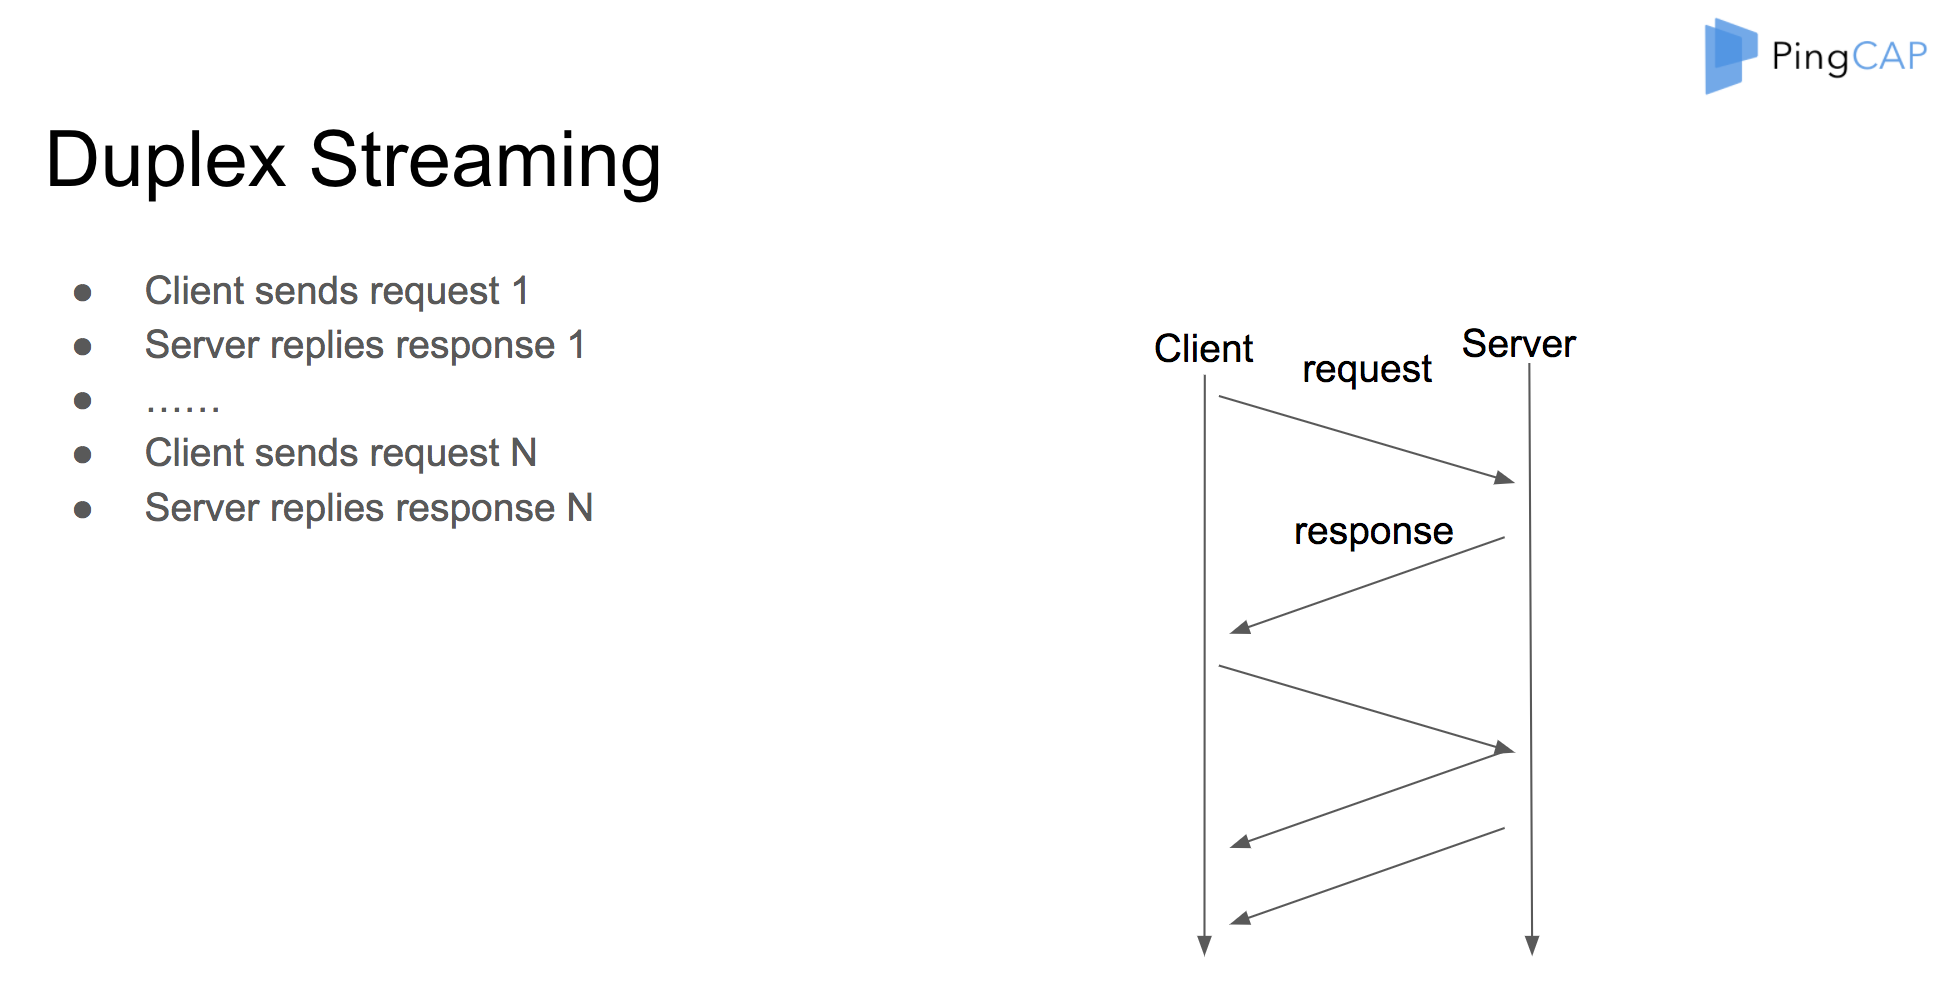 PingCAP
Duplex Streaming
● Client sends request 1
● Server replies response 1
● ......
● Client sends request N
● Server replies response N
Client
Server
request
response